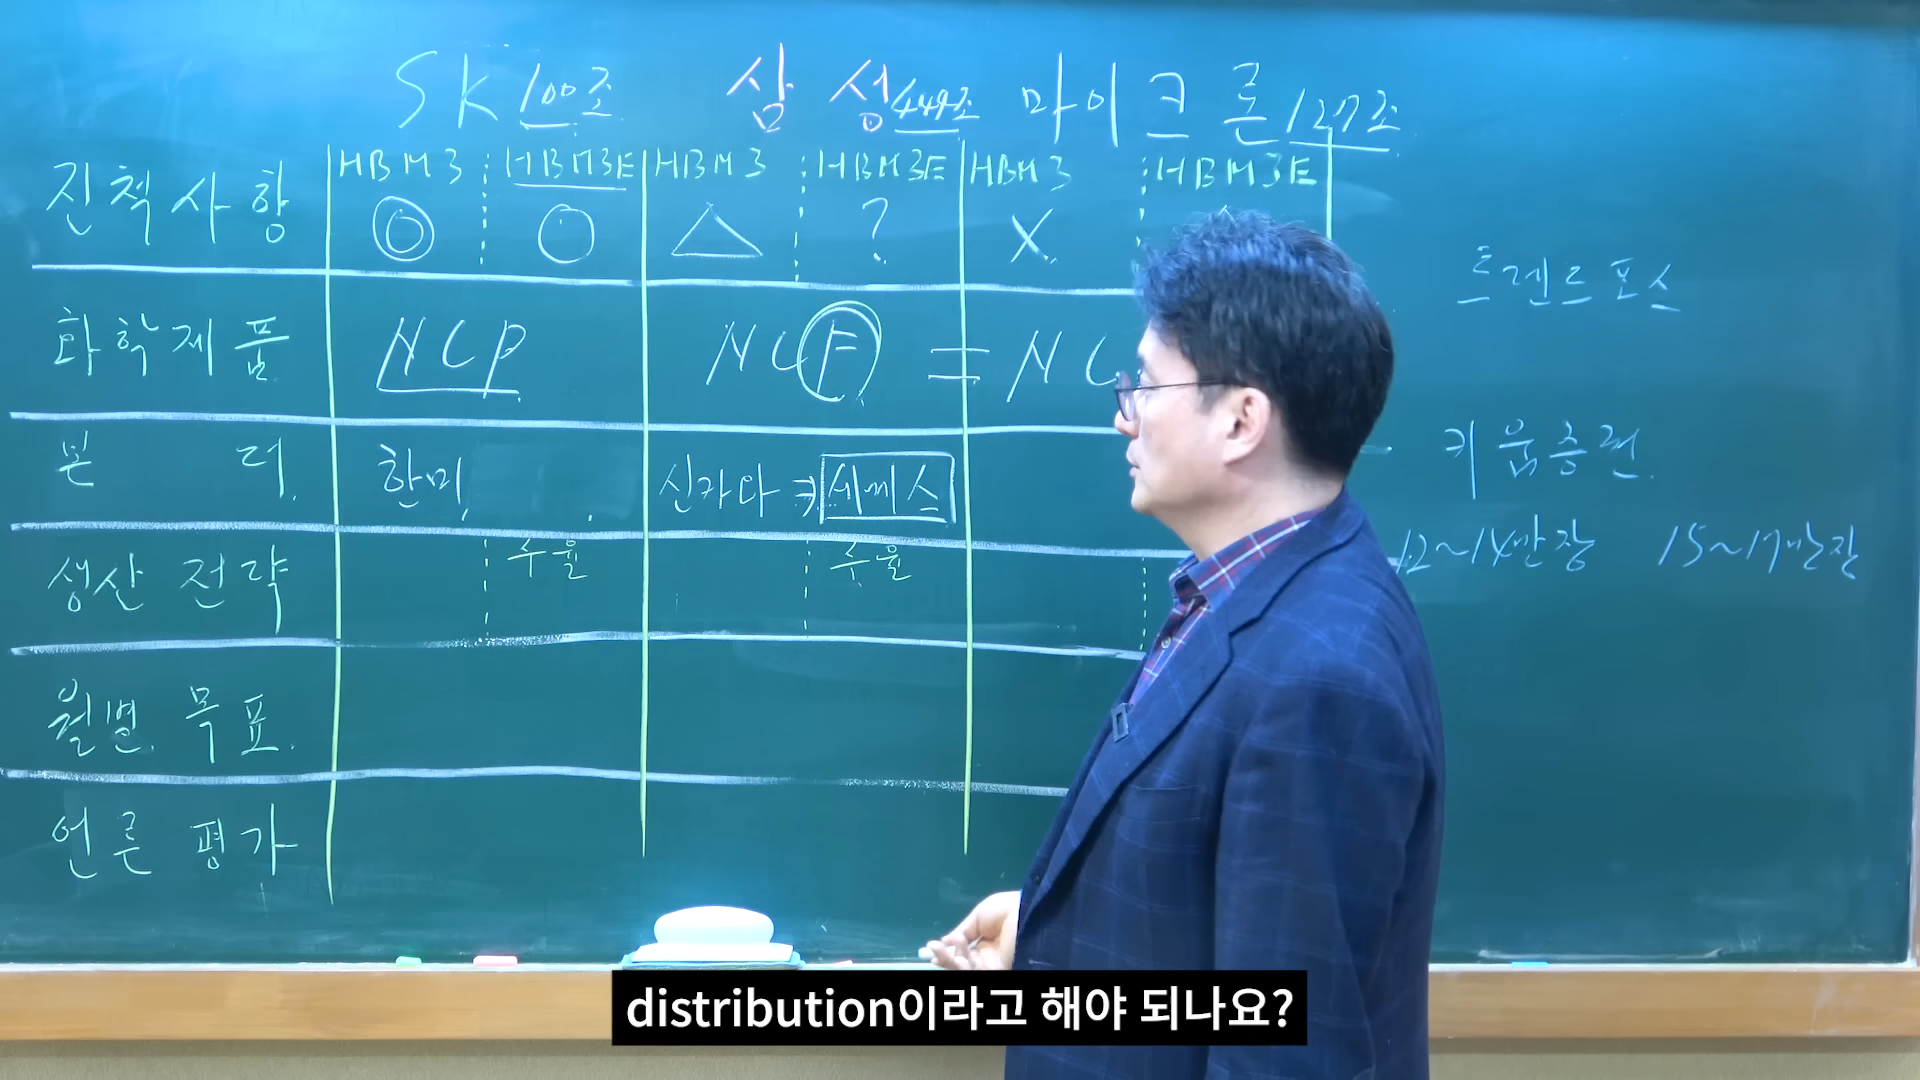 SK 100조 삼성 449조 마이크론 127조
진척사항 HBM3 HBM3E HBM3 HBM3E HBM3 HBM3E
◎ ○ △ ? X
트렌드포스
화학제품 NCP NCF = NC
본더 한미 신카와 ⇒ 세메스
키움증권
생산 전략 수율 수율
12~14만장 15~17만장
월별 목표
언론 평가
distribution이라고 해야 되나요?